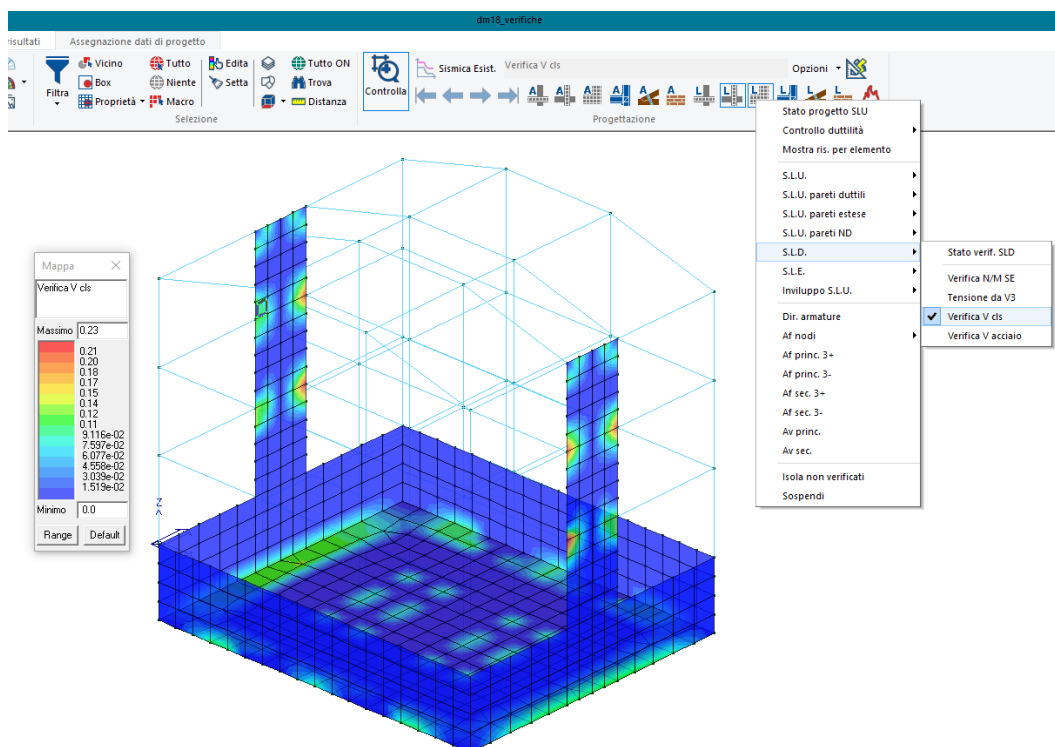 dm18_verifiche
risultati
Assegnazione dati di progetto
Filtra
Vicino
Box
Proprietà
Tutto
Niente
Macro
Edita
Setta
Tutto ON
Trova
Distanza
Selezione
Controlla
Sismica Esist.
Verifica V cls
Opzioni
Progettazione
Stato progetto SLU
Controllo duttilità
Mostra ris. per elemento
S.L.U.
S.L.U. pareti duttili
S.L.U. pareti estese
S.L.U. pareti ND
S.L.D.
S.L.E.
Inviluppo S.L.U.
Dir. armature
Af nodi
Af princ. 3+
Af princ. 3-
Af sec. 3+
Af sec. 3-
Av princ.
Av sec.
Isola non verificati
Sospendi
Stato verif. SLD
Verifica N/M SE
Tensione da V3
Verifica V cls
Verifica V acciaio
Mappa
Verifica V cls
Massimo 0.23
0.21
0.20
0.18
0.17
0.15
0.14
0.12
0.11
9.116e-02
7.597e-02
6.077e-02
4.558e-02
3.039e-02
1.519e-02
Minimo 0.0
Range
Default
Z